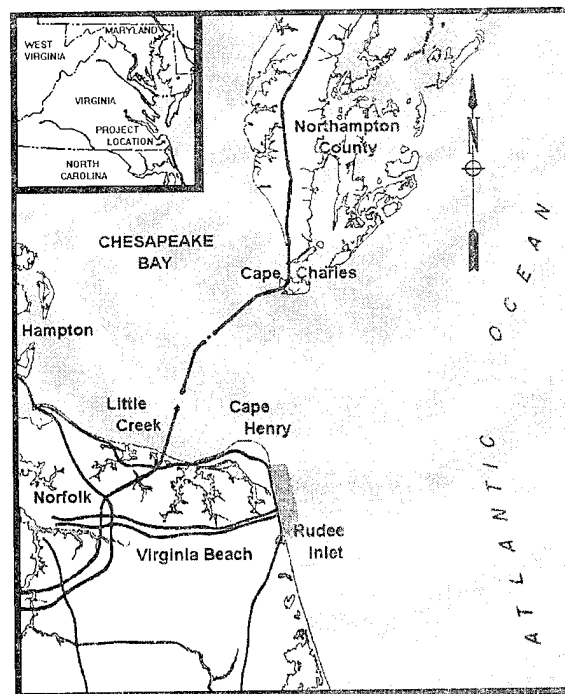 MARYLAND
WEST
VIRGINIA
VIRGINIA
PROJECT
LOCATION
NORTH
CAROLINA
Northampton
County
N
CHESAPEAKE
BAY
Cape Charles
ATLANTIC OCEAN
Hampton
Little
Creek
Cape
Henry
Norfolk
Rudee
Inlet
Virginia Beach